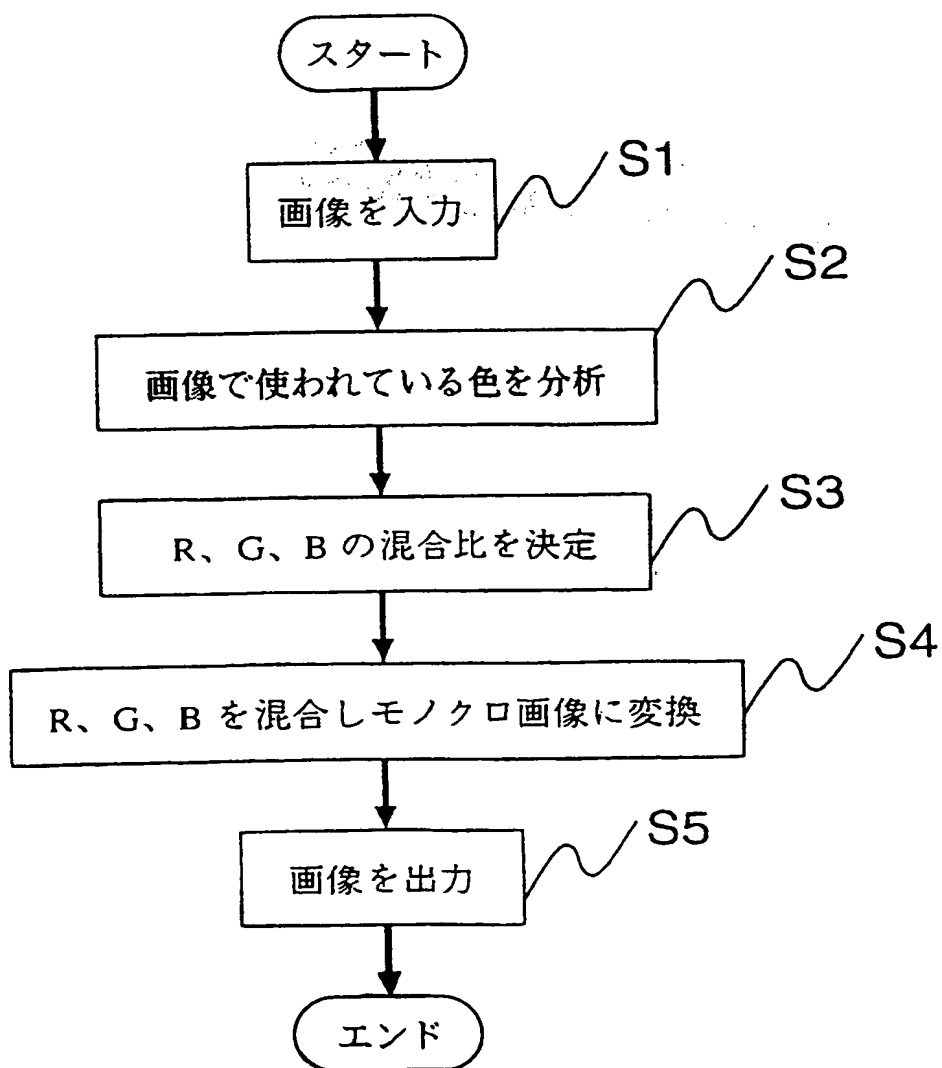 スタート
画像を入力
S1
画像で使われている色を分析
S2
R、G、B の混合比を決定
S3
R、G、B を混合しモノクロ画像に変換
S4
画像を出力
S5
エンド